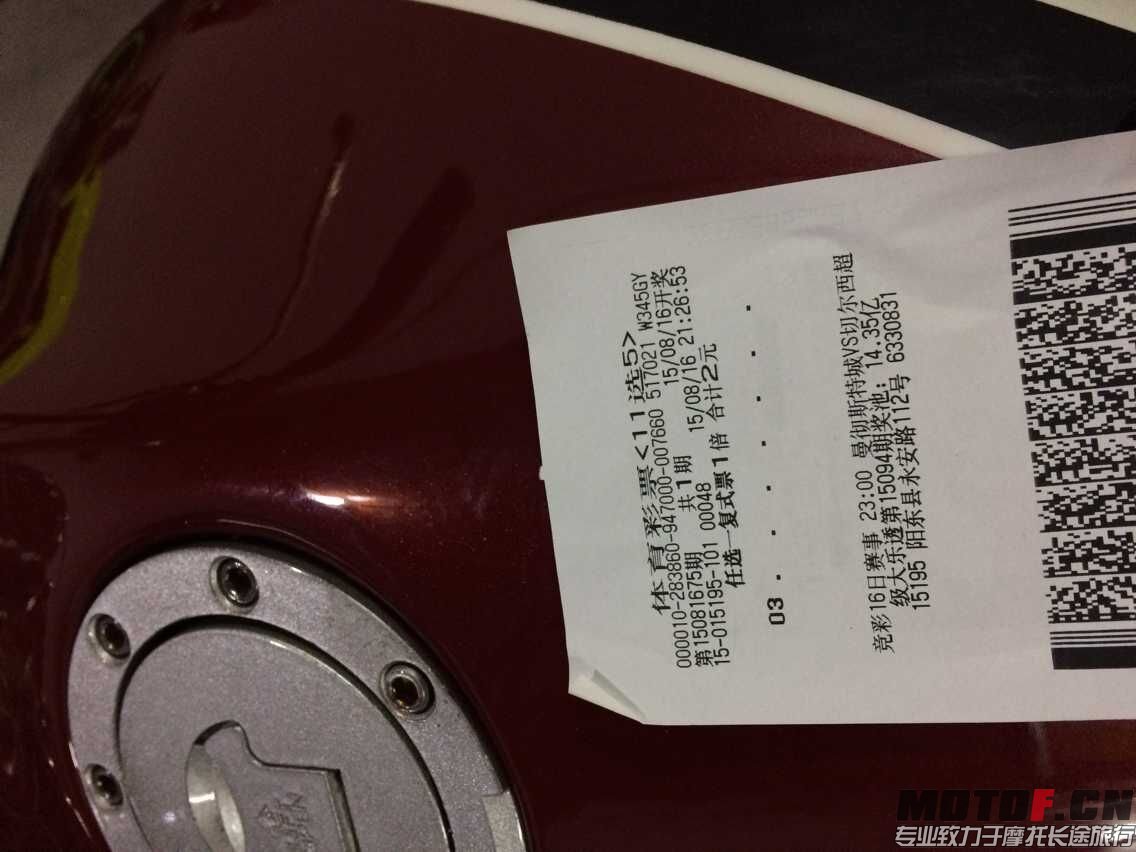 体育彩票<11选5>
000010-283860-947000-007660 517021 W345GY
第15081675期 共1期 15/08/16开奖
15-015195-101 00048 15/08/16 21:26:53
任选一复式票1倍 合计2元
03.
竞彩16日赛事 23:00 曼彻斯特城VS切尔西超
级大乐透第15094期奖池: 14.35亿
15195 阳东县永安路112号 6330831
MOTOF.CN
专业致力于摩托长途旅行